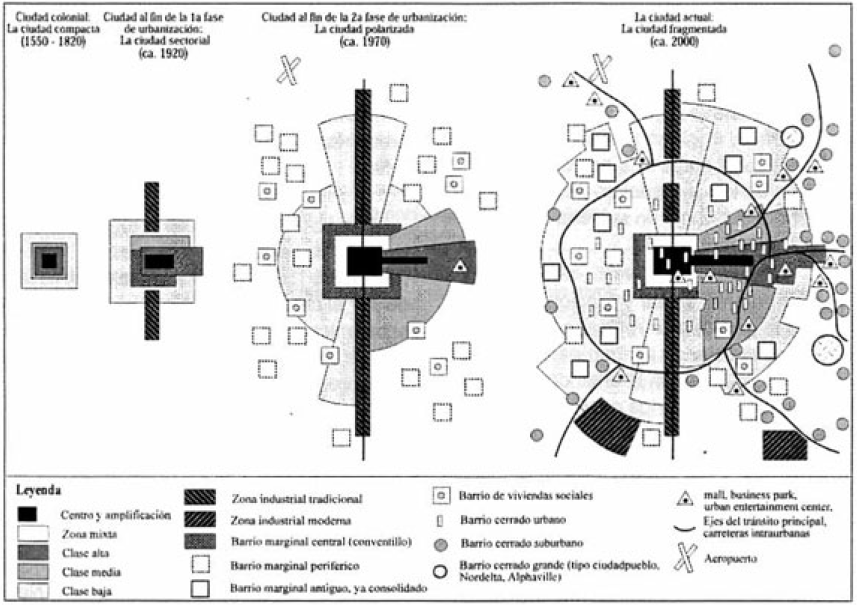 Ciudad colonial:
La ciudad compacta
(1550 - 1820)
Ciudad al fin de la 1a fase
de urbanización:
La ciudad sectorial
(ca. 1920)
Ciudad al fin de la 2a fase de urbanización:
La ciudad polarizada
(ca. 1970)
La ciudad actual:
La ciudad fragmentada
(ca. 2000)
Leyenda
Centro y amplificación
Zona mixta
Clase alta
Clase media
Clase baja
Zona industrial tradicional
Zona industrial moderna
Barrio marginal central (conventillo)
Barrio marginal periférico
Barrio marginal antiguo, ya consolidado
Barrio de viviendas sociales
Barrio cerrado urbano
Barrio cerrado suburbano
Barrio cerrado grande (tipo ciudadpueblo,
Nordelta, Alphaville)
mall, business park,
urban entertainment center,
Ejes del tránsito principal,
carreteras intraurbanas
Aeropuerto